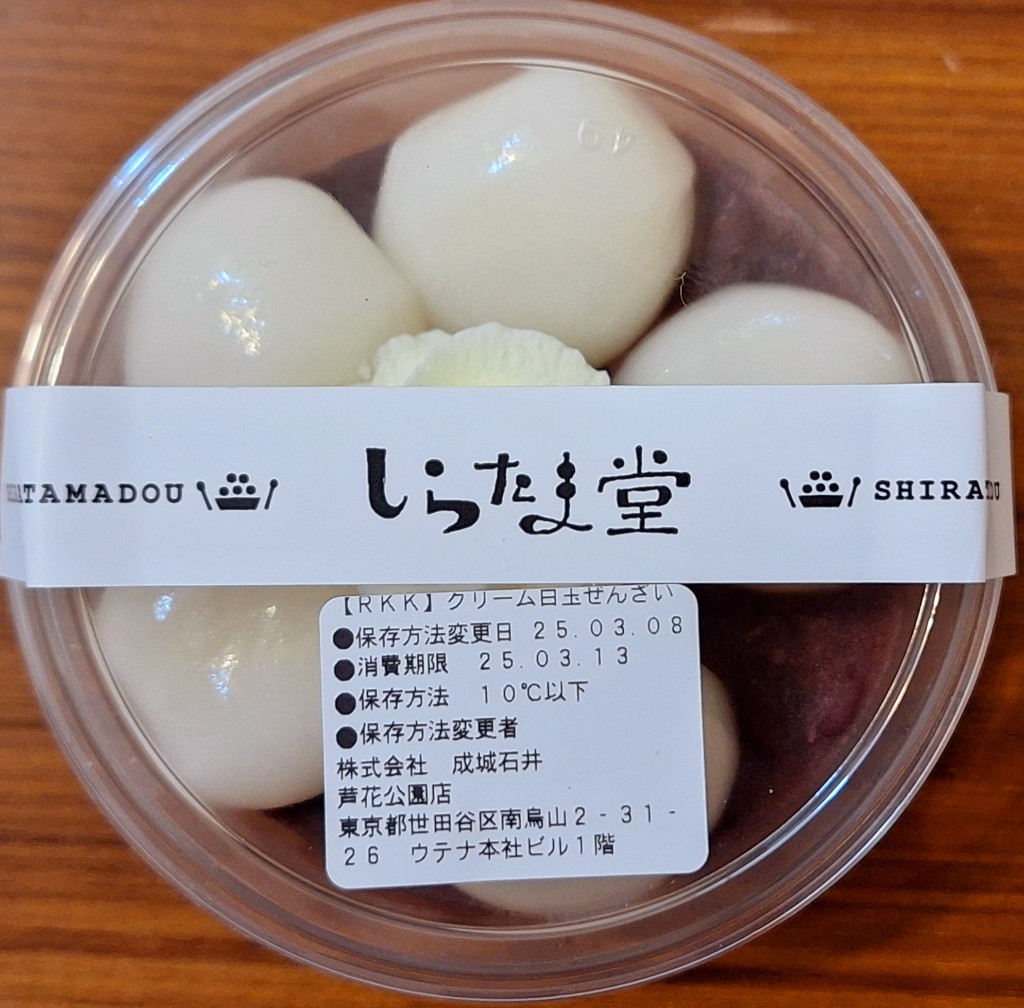 TAMADOU しらたま堂 SHIRA
【ＲＫＫ】クリーム白玉ぜんざい
●保存方法変更日 ２５.０３.０８
●消費期限 ２５.０３.１３
●保存方法 １０℃以下
●保存方法変更者
株式会社 成城石井
芦花公園店
東京都世田谷区南烏山２-３１-
２６ ウテナ本社ビル１階